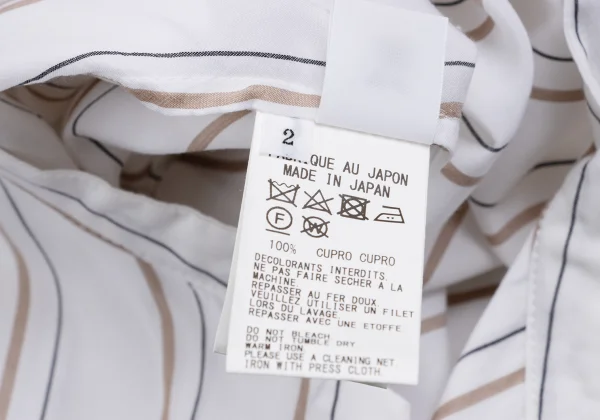 2
FABRIQUE AU JAPON
MADE IN JAPAN
F
W
100% CUPRO CUPRO
DECOLORANTS INTERDITS.
NE PAS FAIRE SECHER A LA
MACHINE.
REPASSER AU FER DOUX.
VEUILLEZ UTILISER UN FILET
LORS DU LAVAGE.
REPASSER AVEC UNE ETOFFE
DO NOT BLEACH
DO NOT TUMBLE DRY
WARM IRON
PLEASE USE A CLEANING NET
IRON WITH PRESS CLOTH.